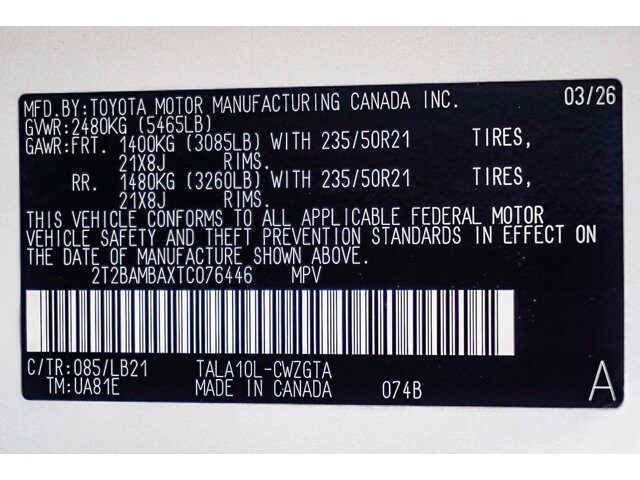 MFD.BY:TOYOTA MOTOR MANUFACTURING CANADA INC. 03/26
GVWR:2480KG (5465LB)
GAWR:FRT. 1400KG (3085LB) WITH 235/50R21 TIRES,
21X8J RIMS.
RR. 1480KG (3260LB) WITH 235/50R21 TIRES,
21X8J RIMS.
THIS VEHICLE CONFORMS TO ALL APPLICABLE FEDERAL MOTOR
VEHICLE SAFETY AND THEFT PREVENTION STANDARDS IN EFFECT ON
THE DATE OF MANUFACTURE SHOWN ABOVE.
2T2BAMBAXTC076446 MPV
C/TR:085/LB21 TALA10L-CWZGTA
TM:UA81E MADE IN CANADA 074B A